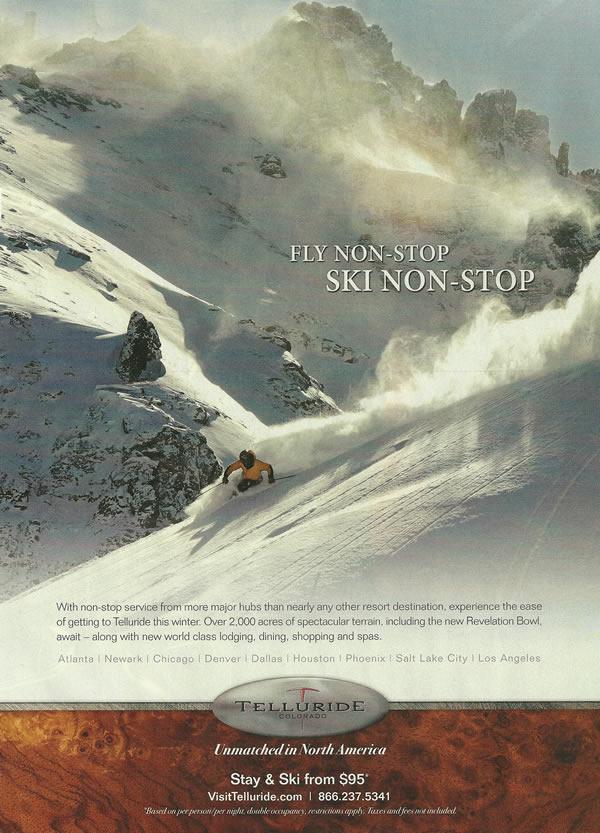 FLY NON-STOP
SKI NON-STOP
With non-stop service from more major hubs than nearly any other resort destination, experience the ease
of getting to Telluride this winter. Over 2,000 acres of spectacular terrain, including the new Revelation Bowl,
await – along with new world class lodging, dining, shopping and spas.
Atlanta | Newark | Chicago | Denver | Dallas | Houston | Phoenix | Salt Lake City | Los Angeles
TELLURIDE
COLORADO
Unmatched in North America
Stay & Ski from $95*
VisitTelluride.com | 866.237.5341
*Based on per person/per night, double occupancy, restrictions apply. Taxes and fees not included.